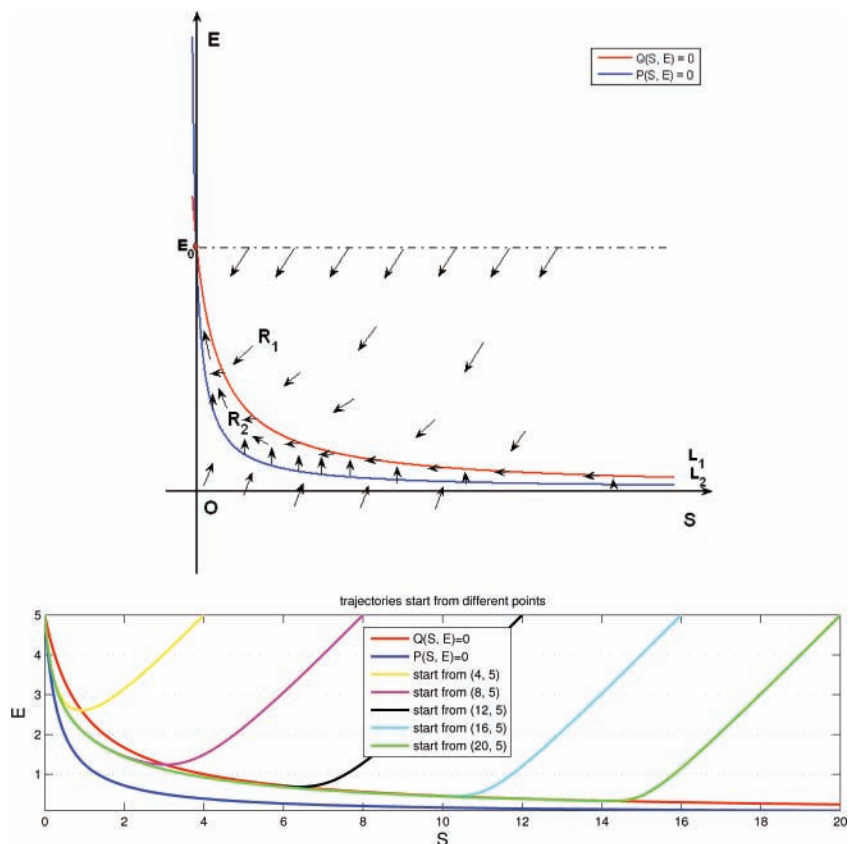 E
Q(S, E) = 0
P(S, E) = 0
E0
R1
R2
L1
L2
O
S
trajectories start from different points
5
4
3
2
1
E
Q(S, E)=0
P(S, E)=0
start from (4, 5)
start from (8, 5)
start from (12, 5)
start from (16, 5)
start from (20, 5)
0 2 4 6 8 10 12 14 16 18 20
S